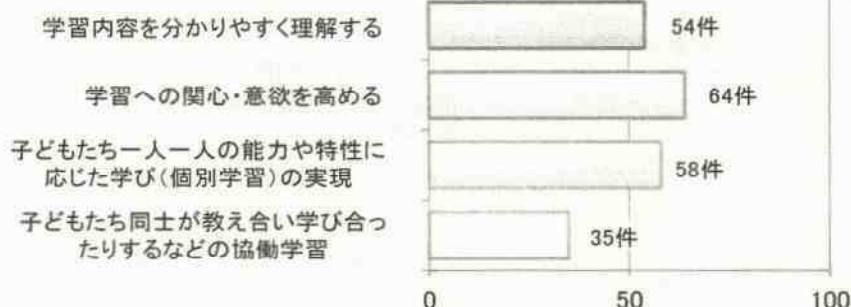 学習内容を分かりやすく理解する
54件
学習への関心・意欲を高める
64件
子どもたち一人一人の能力や特性に
応じた学び(個別学習)の実現
58件
子どもたち同士が教え合い学び合っ
たりするなどの協働学習
35件
0 50 100